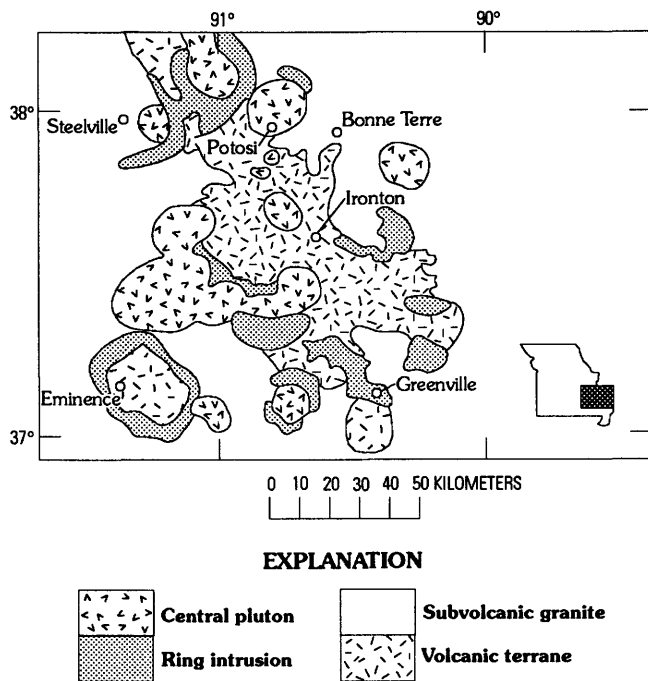 91° 90°
38°
Steelville
Potosi
Bonne Terre
Ironton
Eminence
Greenville
37°
0 10 20 30 40 50 KILOMETERS
EXPLANATION
Central pluton
Subvolcanic granite
Ring intrusion
Volcanic terrane